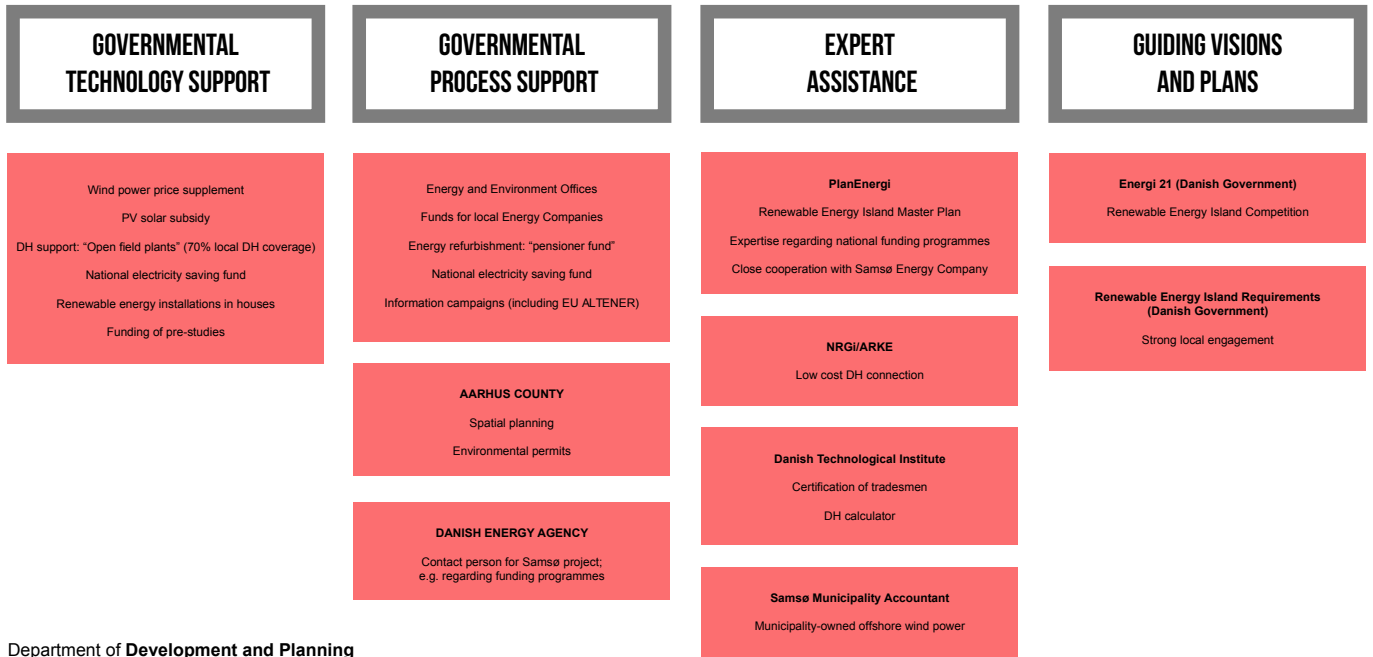 GOVERNMENTAL
TECHNOLOGY SUPPORT
Wind power price supplement
PV solar subsidy
DH support: “Open field plants” (70% local DH coverage)
National electricity saving fund
Renewable energy installations in houses
Funding of pre-studies
GOVERNMENTAL
PROCESS SUPPORT
Energy and Environment Offices
Funds for local Energy Companies
Energy refurbishment: “pensioner fund”
National electricity saving fund
Information campaigns (including EU ALTENER)
AARHUS COUNTY
Spatial planning
Environmental permits
DANISH ENERGY AGENCY
Contact person for Samsø project;
e.g. regarding funding programmes
EXPERT
ASSISTANCE
PlanEnergi
Renewable Energy Island Master Plan
Expertise regarding national funding programmes
Close cooperation with Samsø Energy Company
NRGi/ARKE
Low cost DH connection
Danish Technological Institute
Certification of tradesmen
DH calculator
Samsø Municipality Accountant
Municipality-owned offshore wind power
GUIDING VISIONS
AND PLANS
Energi 21 (Danish Government)
Renewable Energy Island Competition
Renewable Energy Island Requirements
(Danish Government)
Strong local engagement
Department of Development and Planning